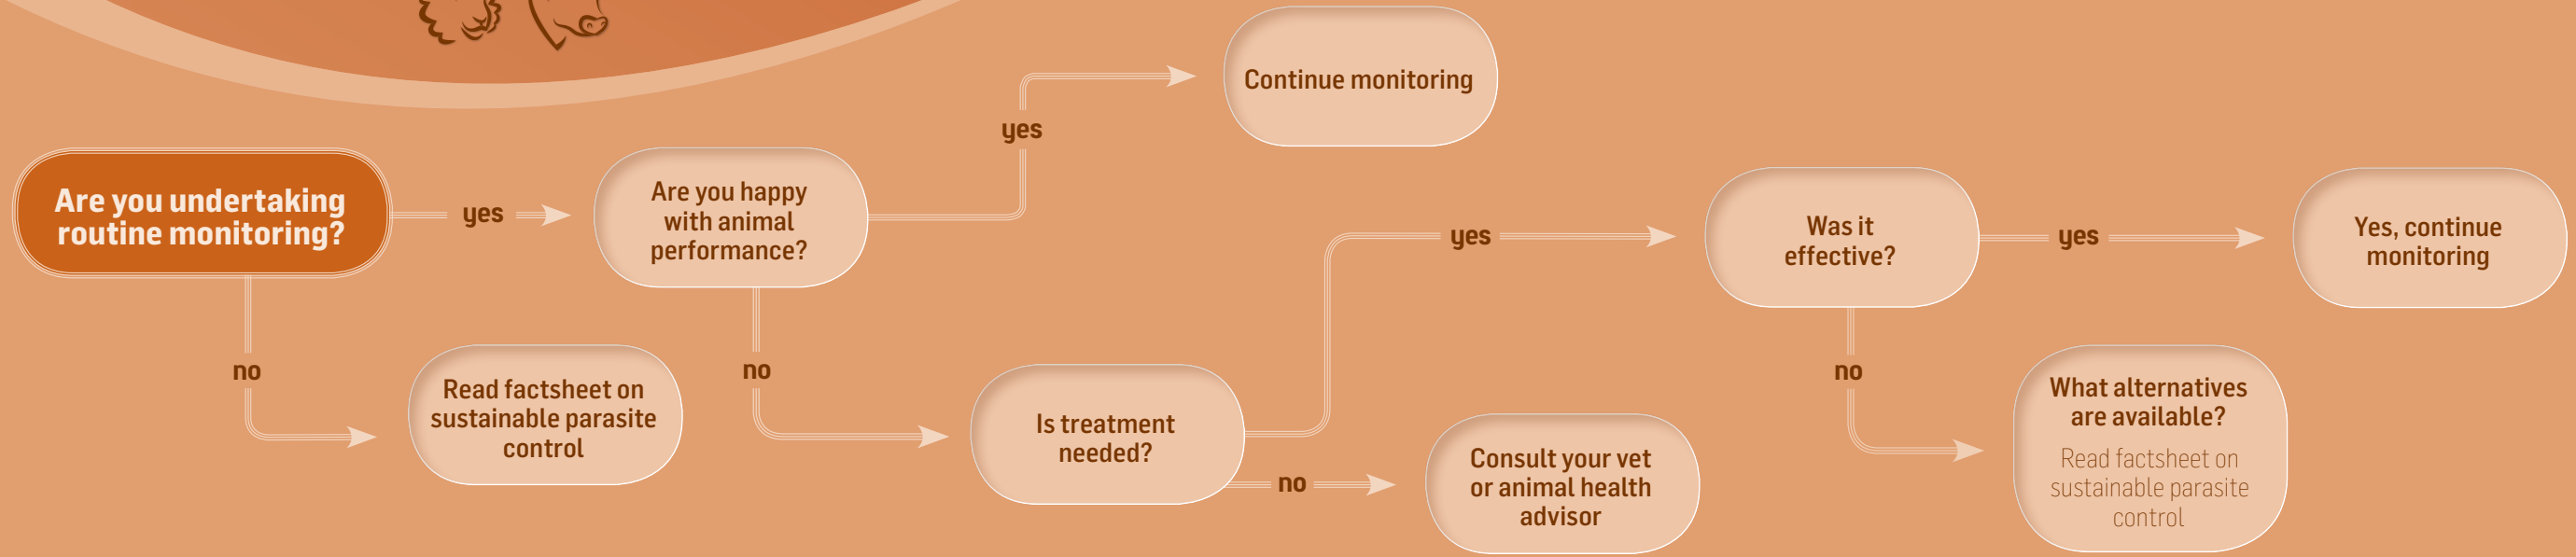 Are you undertaking
routine monitoring?
yes
no
Read factsheet on
sustainable parasite
control
Are you happy
with animal
performance?
yes
Continue monitoring
no
Is treatment
needed?
yes
no
Consult your vet
or animal health
advisor
Was it
effective?
yes
Yes, continue
monitoring
no
What alternatives
are available?
Read factsheet on
sustainable parasite
control